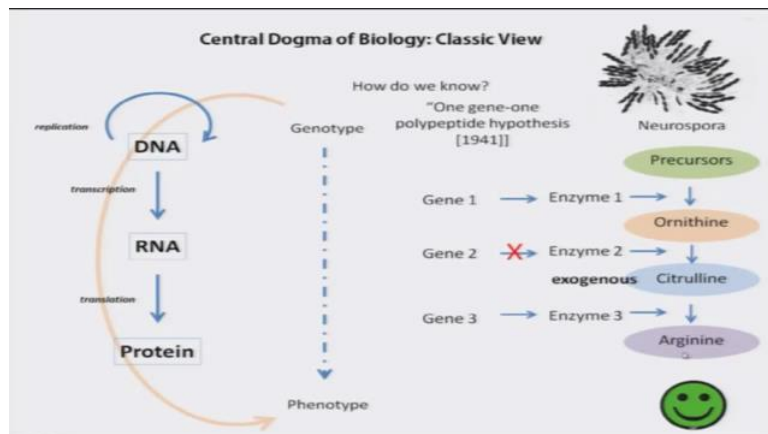 Central Dogma of Biology: Classic View
replication
DNA
transcription
RNA
translation
Protein
Genotype
Phenotype
How do we know?
"One gene-one
polypeptide hypothesis
[1941]]
Neurospora
Precursors
Gene 1
Enzyme 1
Ornithine
Gene 2
X
Enzyme 2
exogenous
Citrulline
Gene 3
Enzyme 3
Arginine